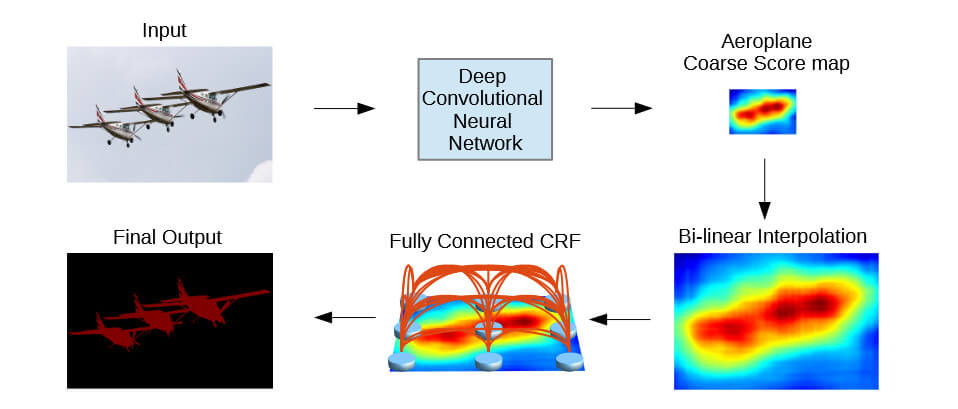 Input
Deep
Convolutional
Neural
Network
Aeroplane
Coarse Score map
Bi-linear Interpolation
Fully Connected CRF
Final Output